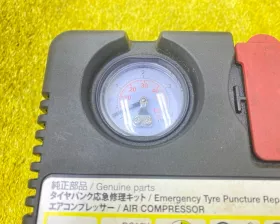 純正部品 / Genuine parts
タイヤパンク応急修理キット / Emergency Tyre Puncture Rep
エアコンプレッサー / AIR COMPRESSOR